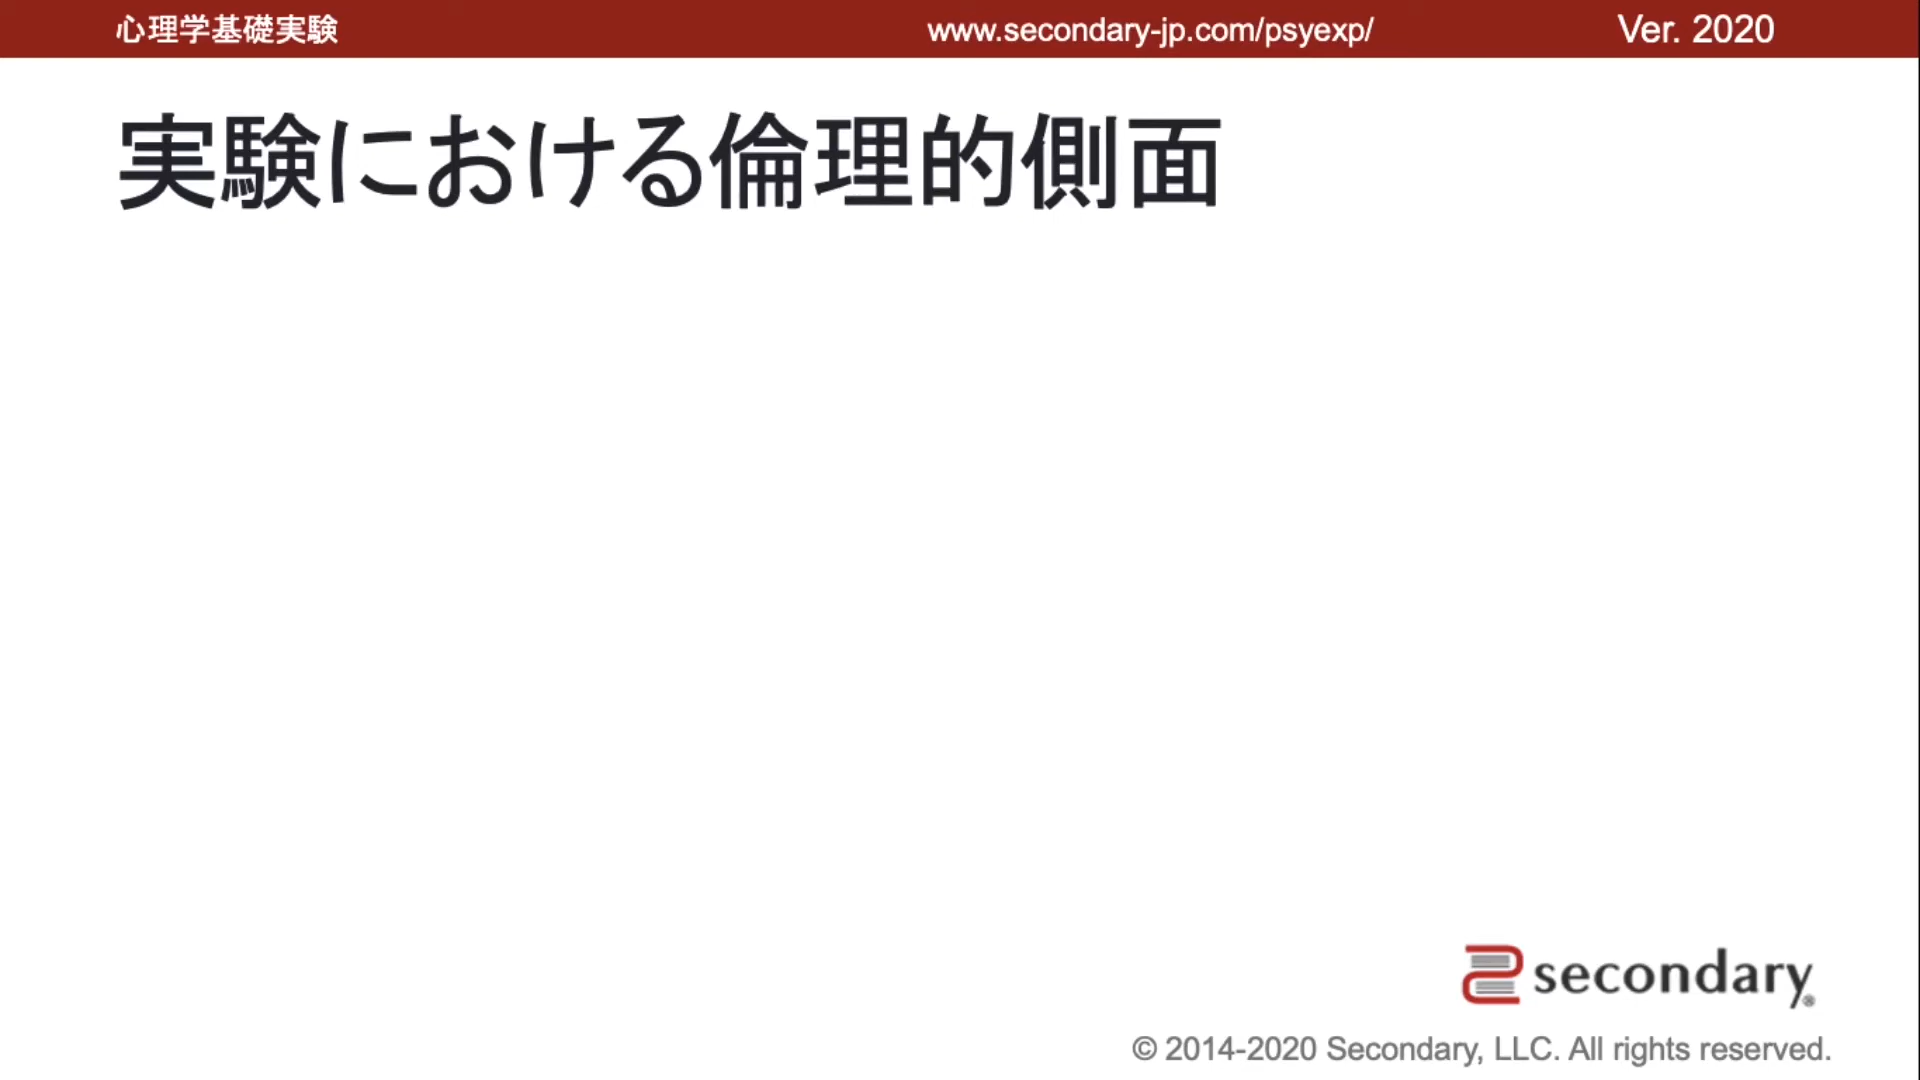 心理学基礎実験 www.secondary-jp.com/psyexp/ Ver. 2020
実験における倫理的側面
secondary®
© 2014-2020 Secondary, LLC. All rights reserved.